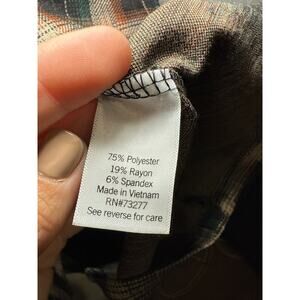 75% Polyester
19% Rayon
6% Spandex
Made in Vietnam
RN#73277
See reverse for care